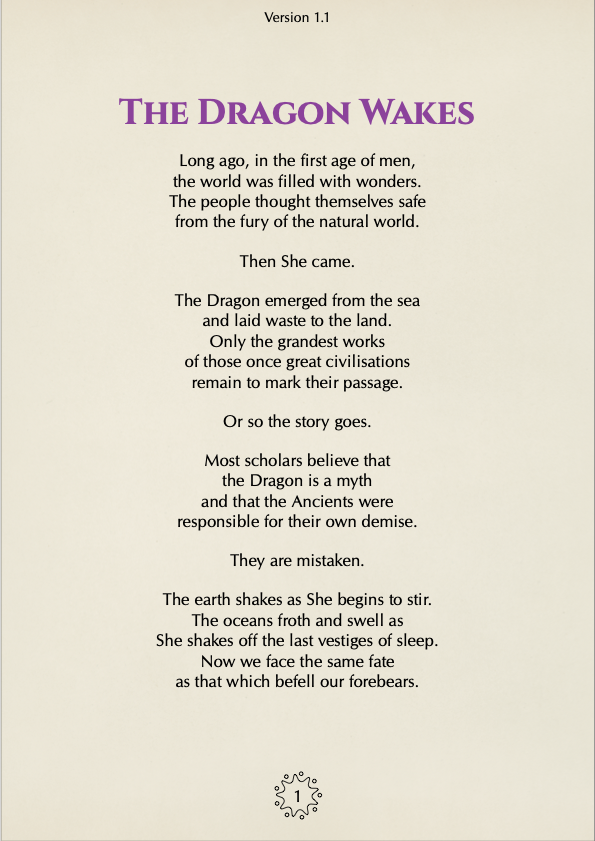 Version 1.1
The Dragon Wakes
Long ago, in the first age of men,
the world was filled with wonders.
The people thought themselves safe
from the fury of the natural world.
Then She came.
The Dragon emerged from the sea
and laid waste to the land.
Only the grandest works
of those once great civilisations
remain to mark their passage.
Or so the story goes.
Most scholars believe that
the Dragon is a myth
and that the Ancients were
responsible for their own demise.
They are mistaken.
The earth shakes as She begins to stir.
The oceans froth and swell as
She shakes off the last vestiges of sleep.
Now we face the same fate
as that which befell our forebears.
1